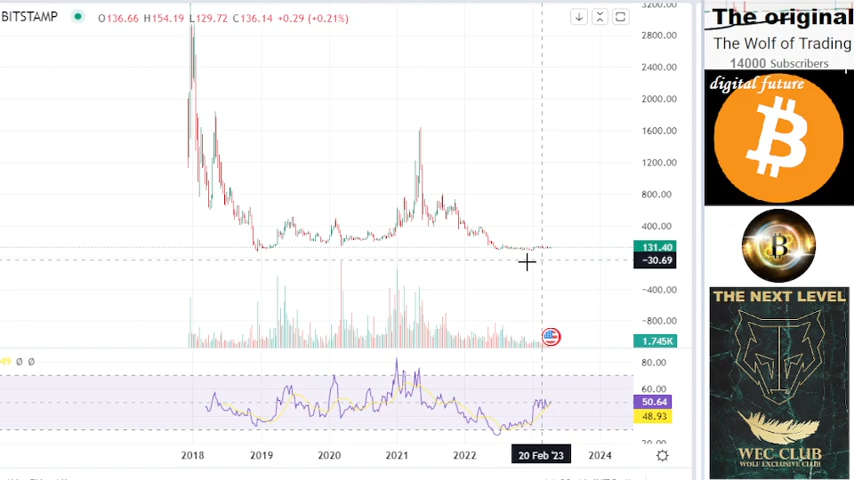 BITSTAMP
O136.66 H154.19 L129.72 C136.14 +0.29 (+0.21%)
3200.00
2800.00
2400.00
2000.00
1600.00
1200.00
800.00
400.00
131.40
−30.69
−400.00
−800.00
1.745K
49 Ø Ø
80.00
60.00
50.64
48.93
20.00
2018
2019
2020
2021
2022
20 Feb '23
2024
The original
The Wolf of Trading
14000 Subscribers
digital future
THE NEXT LEVEL
WEC CLUB
WOLF EXCLUSIVE CLUB